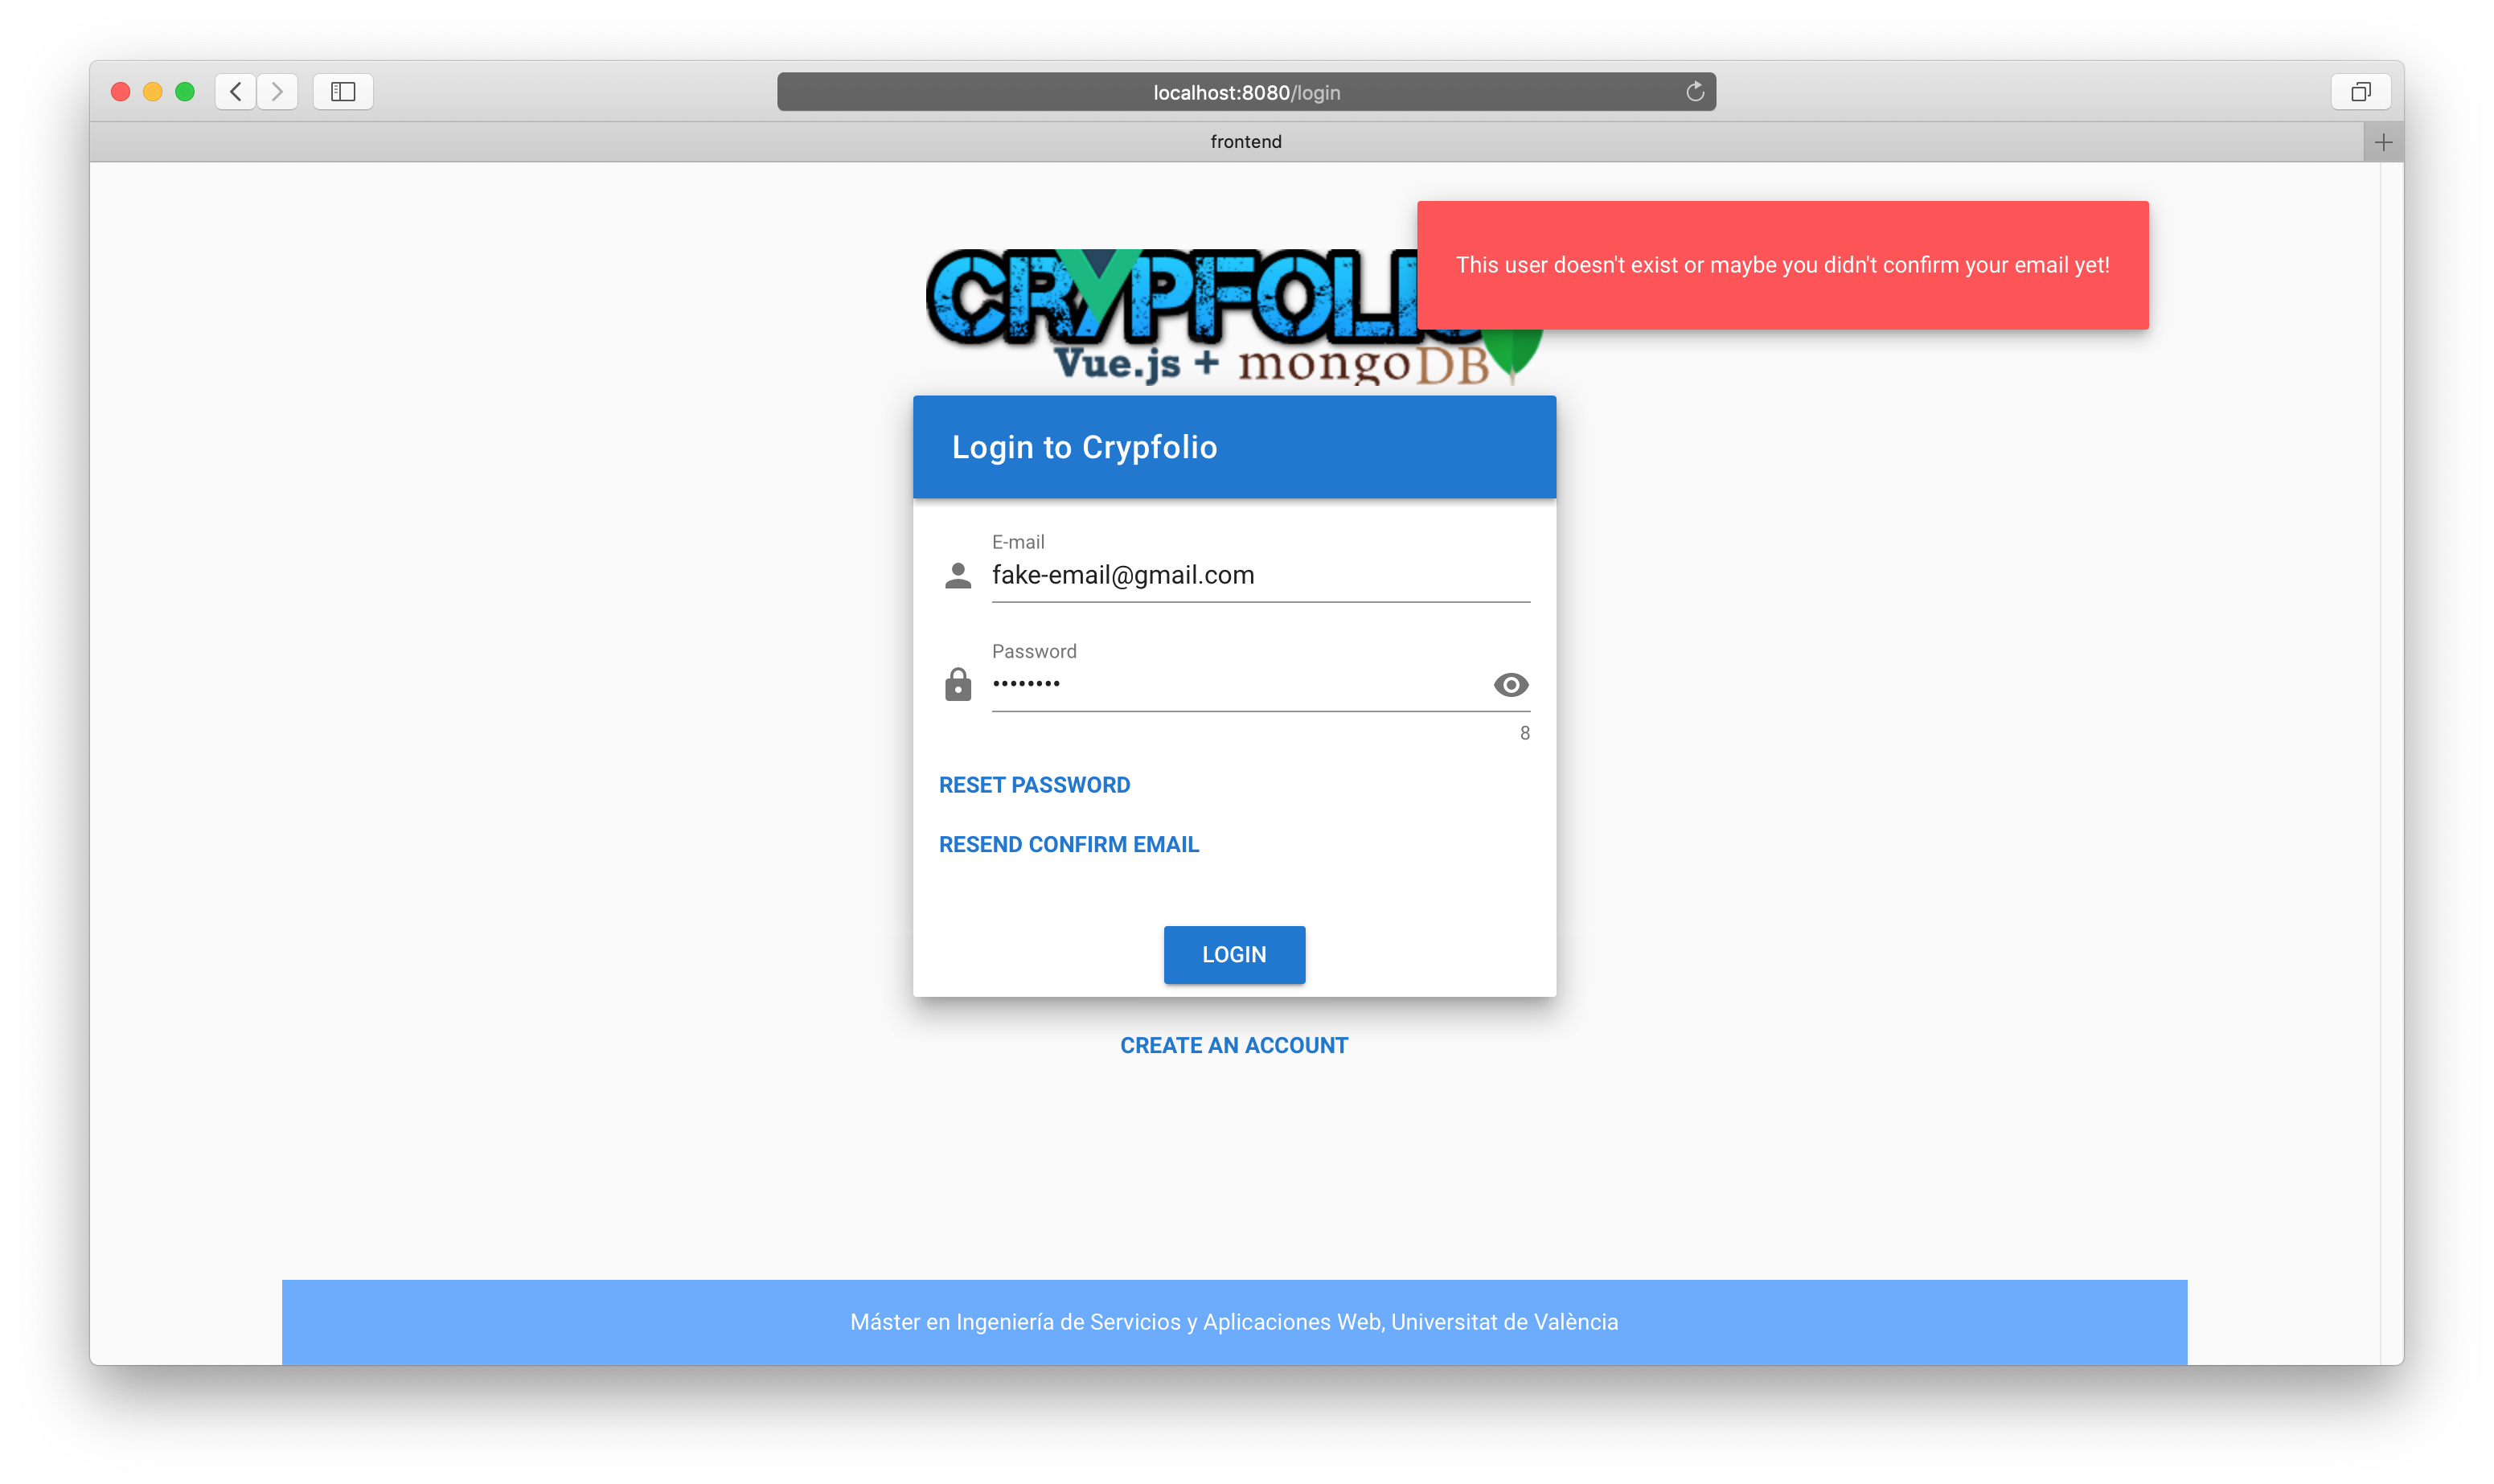 localhost:8080/login
frontend
This user doesn't exist or maybe you didn't confirm your email yet!
Vue.js + mongoDB
Login to Crypfolio
E-mail
fake-email@gmail.com
Password
••••••••
8
RESET PASSWORD
RESEND CONFIRM EMAIL
LOGIN
CREATE AN ACCOUNT
Máster en Ingeniería de Servicios y Aplicaciones Web, Universitat de València